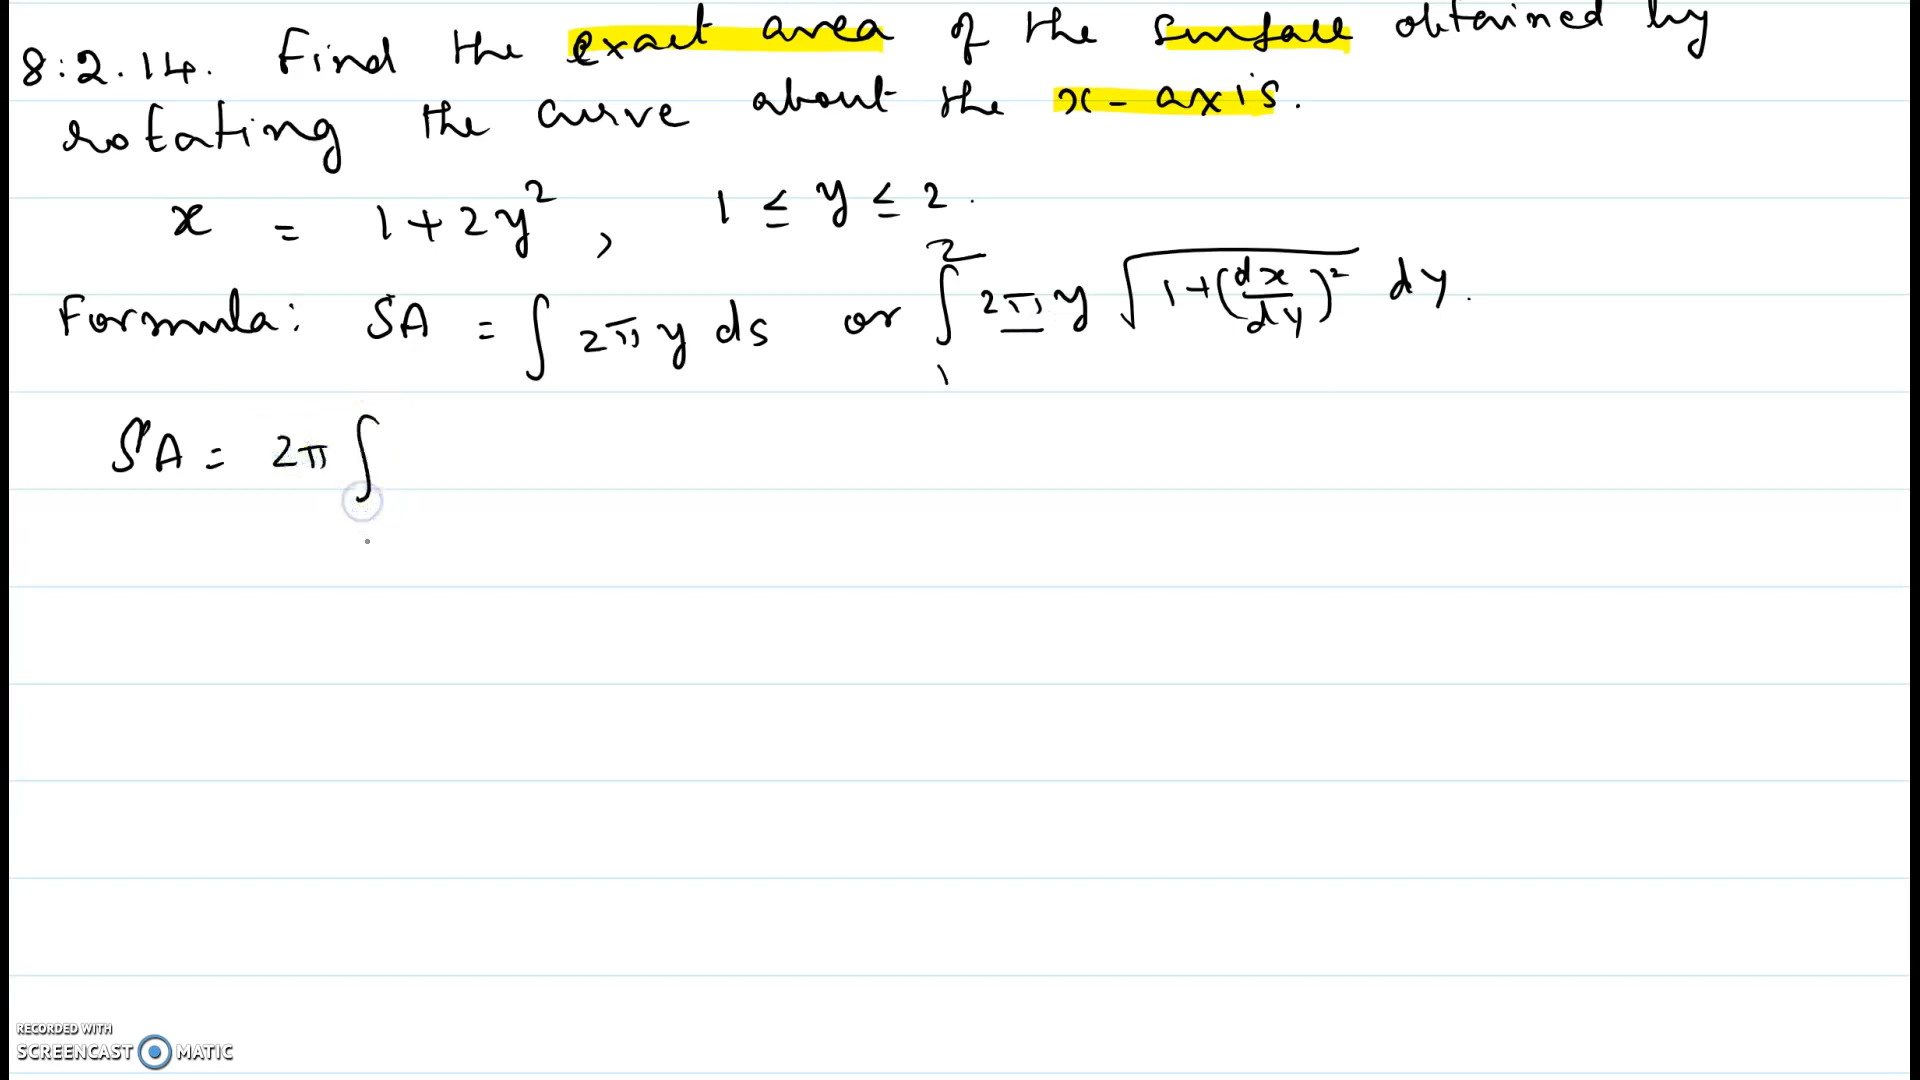 8.2.14. Find the exact area of the surface obtained by
rotating the curve about the x-axis.
x = 1+2y², 1 ≤ y ≤ 2.
Formula: SA = ∫ 2π y ds or ∫₁² 2π y √(1+(dx/dy)²) dy.
SA = 2π ∫
RECORDED WITH
SCREENCAST MATIC